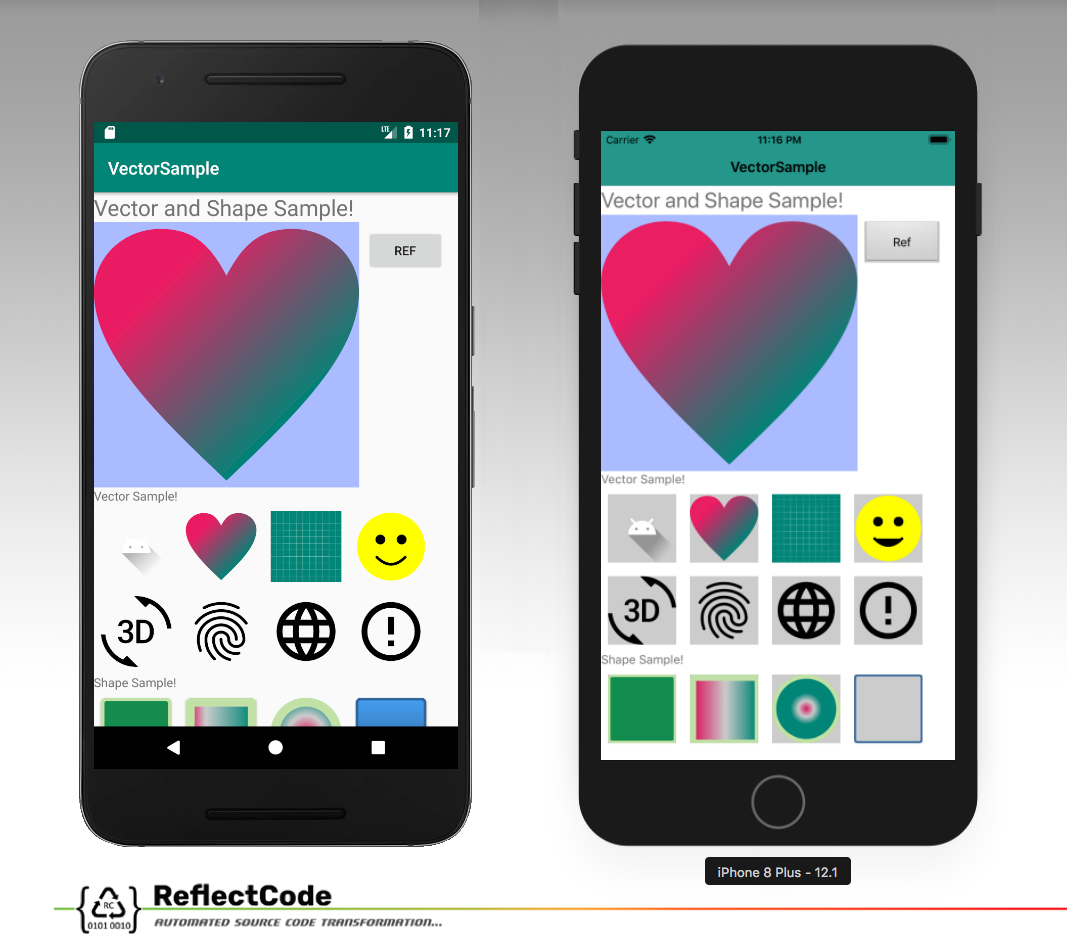 LTE 11:17
VectorSample
Vector and Shape Sample!
REF
Vector Sample!
3D
Shape Sample!
Carrier 11:16 PM
VectorSample
Vector and Shape Sample!
Ref
Vector Sample!
3D
Shape Sample!
iPhone 8 Plus - 12.1
RC
0101 0010
ReflectCode
AUTOMATED SOURCE CODE TRANSFORMATION...